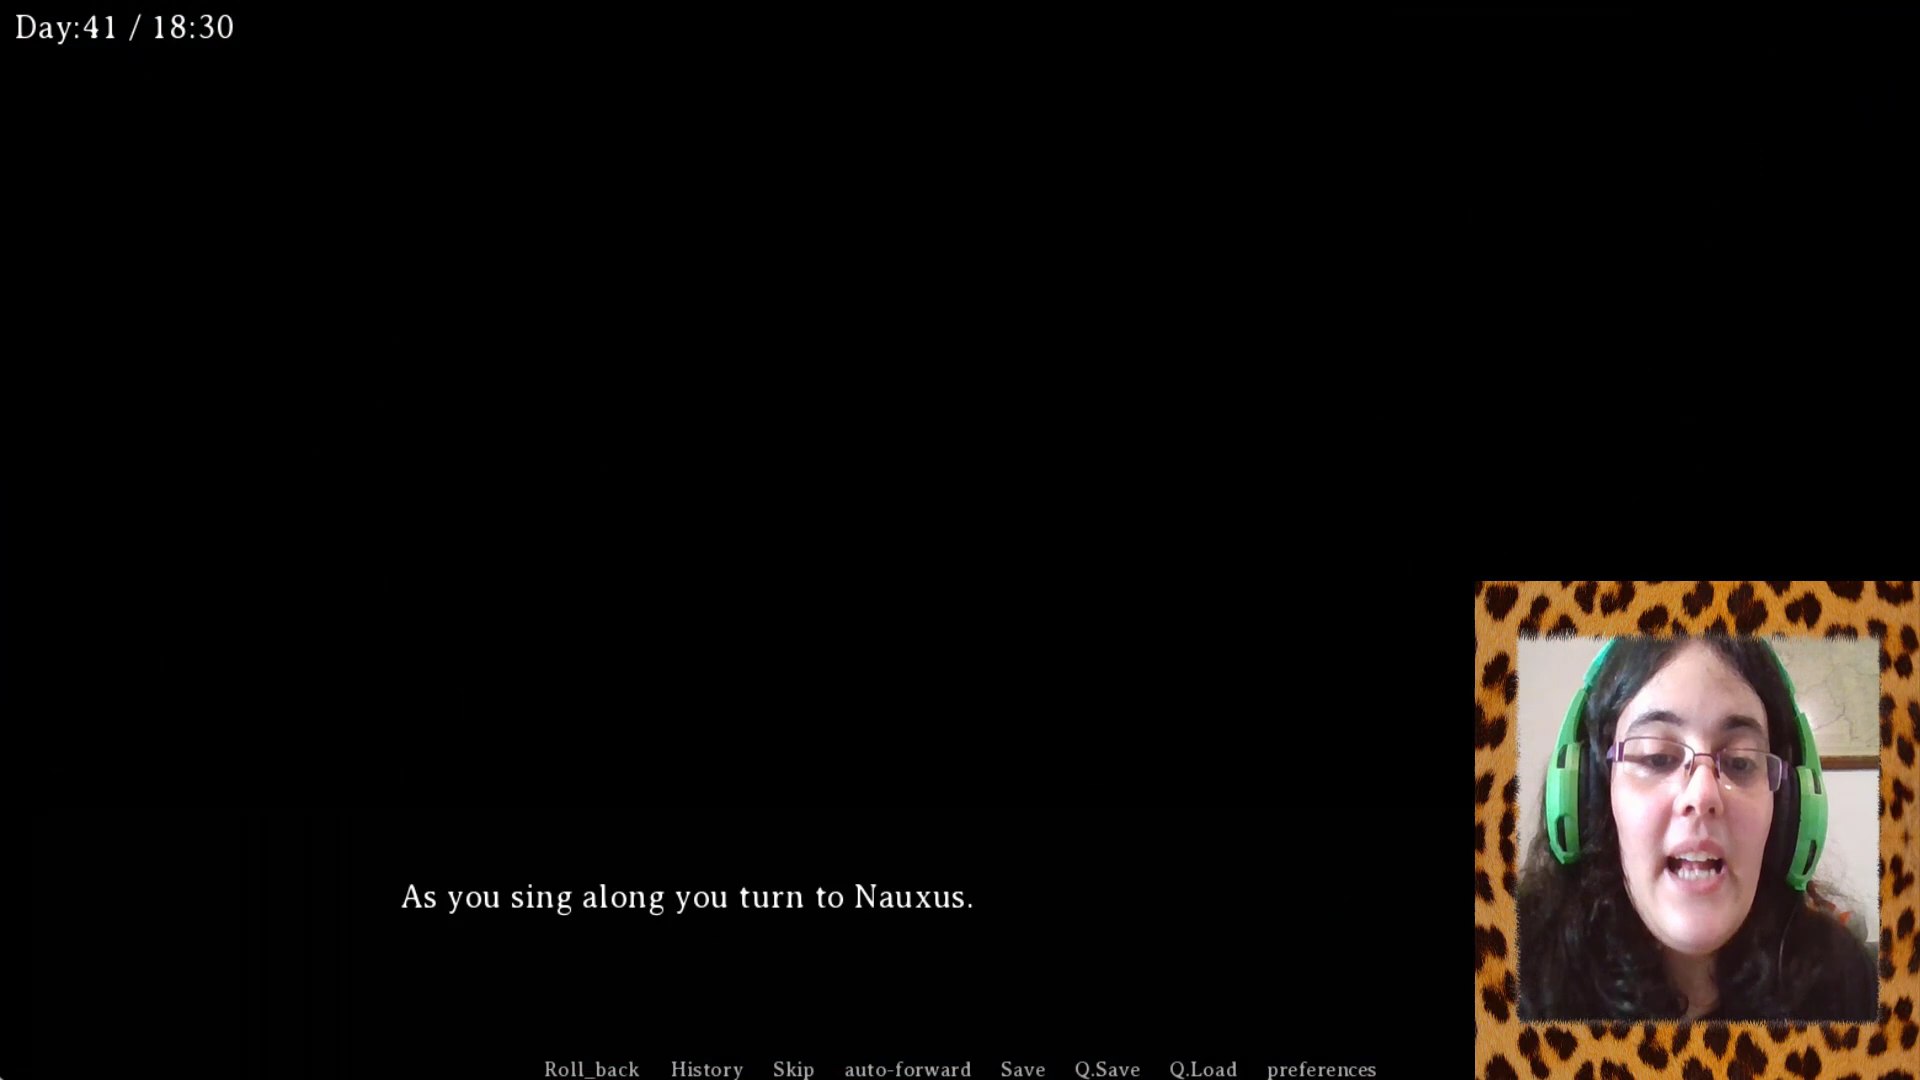 Day:41 / 18:30
As you sing along you turn to Nauxus.
Roll_back History Skip auto-forward Save Q.Save Q.Load preferences